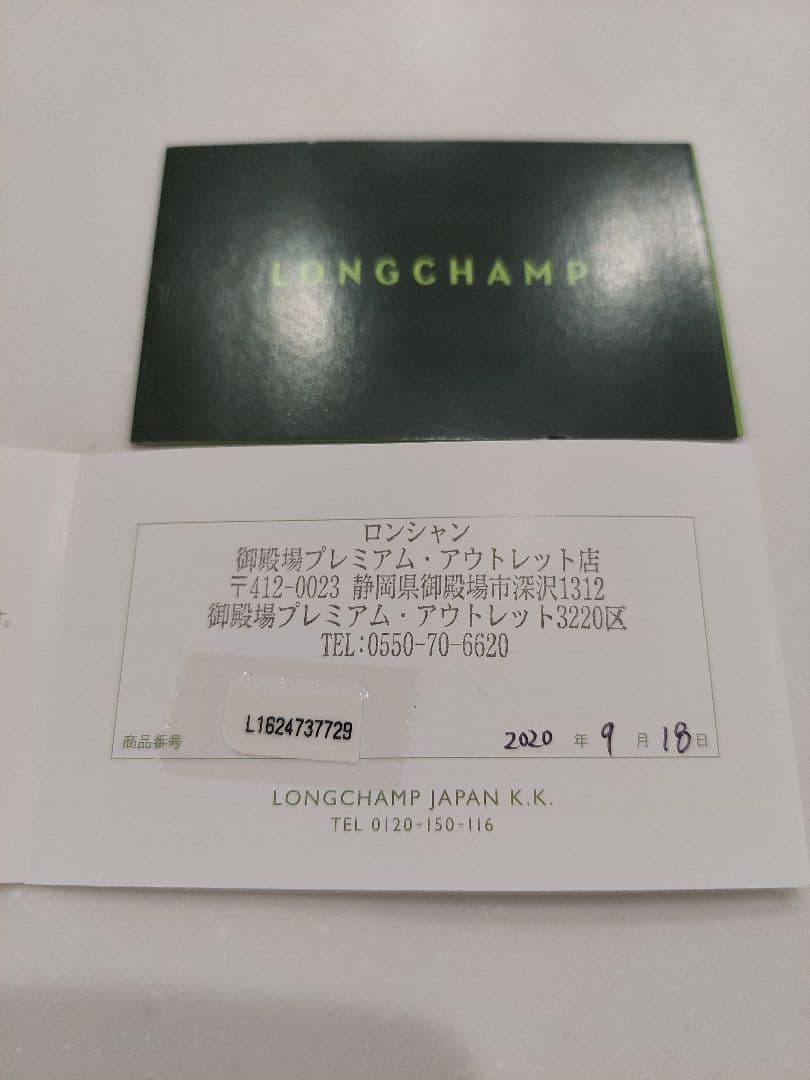 LONGCHAMP
ロンシャン
御殿場プレミアム・アウトレット店
〒412-0023 静岡県御殿場市深沢1312
御殿場プレミアム・アウトレット3220区
TEL:0550-70-6620
す。
商品番号 L1624737729 2020 年 9 月 18 日
LONGCHAMP JAPAN K.K.
TEL 0120-150-116